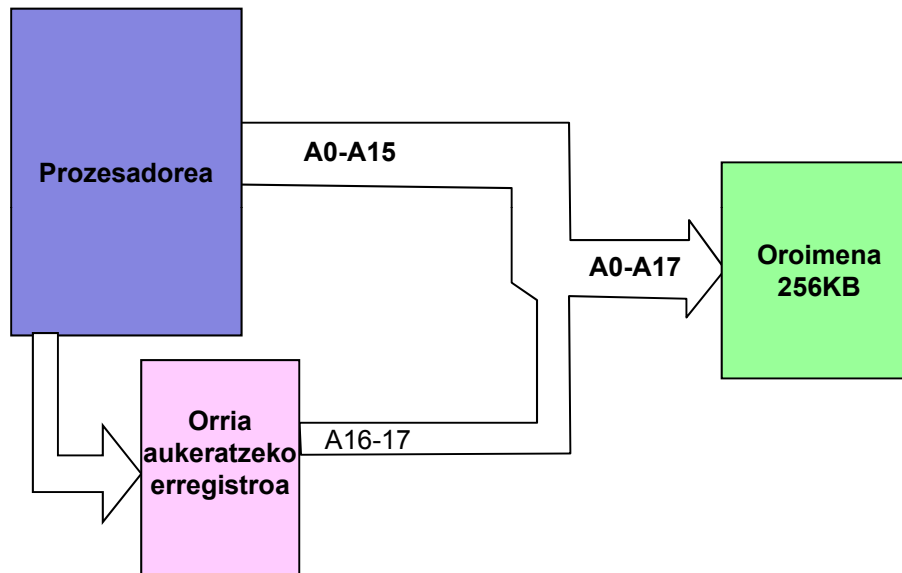 Prozesadorea
A0-A15
A0-A17
Oroimena
256KB
Orria
aukeratzeko
erregistroa
A16-17